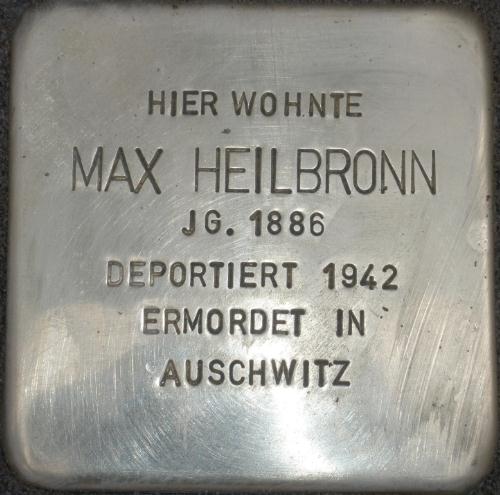 HIER WOHNTE
MAX HEILBRONN
JG. 1886
DEPORTIERT 1942
ERMORDET IN
AUSCHWITZ